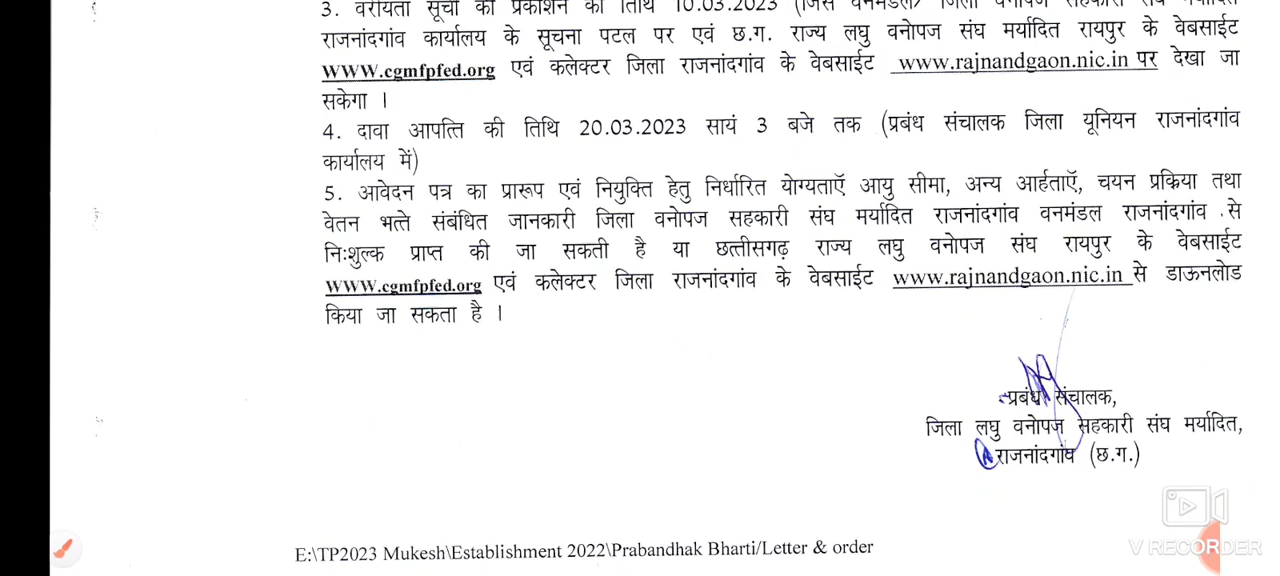 3. वरीयता सूची की प्रकाशन की तिथि 10.03.2023 (जिस वनमंडल/ जिला वनोपज सहकारी संघ मर्यादित
राजनांदगांव कार्यालय के सूचना पटल पर एवं छ.ग. राज्य लघु वनोपज संघ मर्यादित रायपुर के वेबसाईट
WWW.cgmfpfed.org एवं कलेक्टर जिला राजनांदगांव के वेबसाईट www.rajnandgaon.nic.in पर देखा जा
सकेगा ।
4. दावा आपत्ति की तिथि 20.03.2023 सायं 3 बजे तक (प्रबंध संचालक जिला यूनियन राजनांदगांव
कार्यालय में)
5. आवेदन पत्र का प्रारूप एवं नियुक्ति हेतु निर्धारित योग्यताएँ आयु सीमा, अन्य आर्हताएँ, चयन प्रक्रिया तथा
वेतन भत्ते संबंधित जानकारी जिला वनोपज सहकारी संघ मर्यादित राजनांदगांव वनमंडल राजनांदगांव से
निःशुल्क प्राप्त की जा सकती है या छत्तीसगढ़ राज्य लघु वनोपज संघ रायपुर के वेबसाईट
WWW.cgmfpfed.org एवं कलेक्टर जिला राजनांदगांव के वेबसाईट www.rajnandgaon.nic.in से डाऊनलोड
किया जा सकता है ।
प्रबंध संचालक,
जिला लघु वनोपज सहकारी संघ मर्यादित,
राजनांदगांव (छ.ग.)
E:\TP2023 Mukesh\Establishment 2022\Prabandhak Bharti/Letter & order
V RECORDER